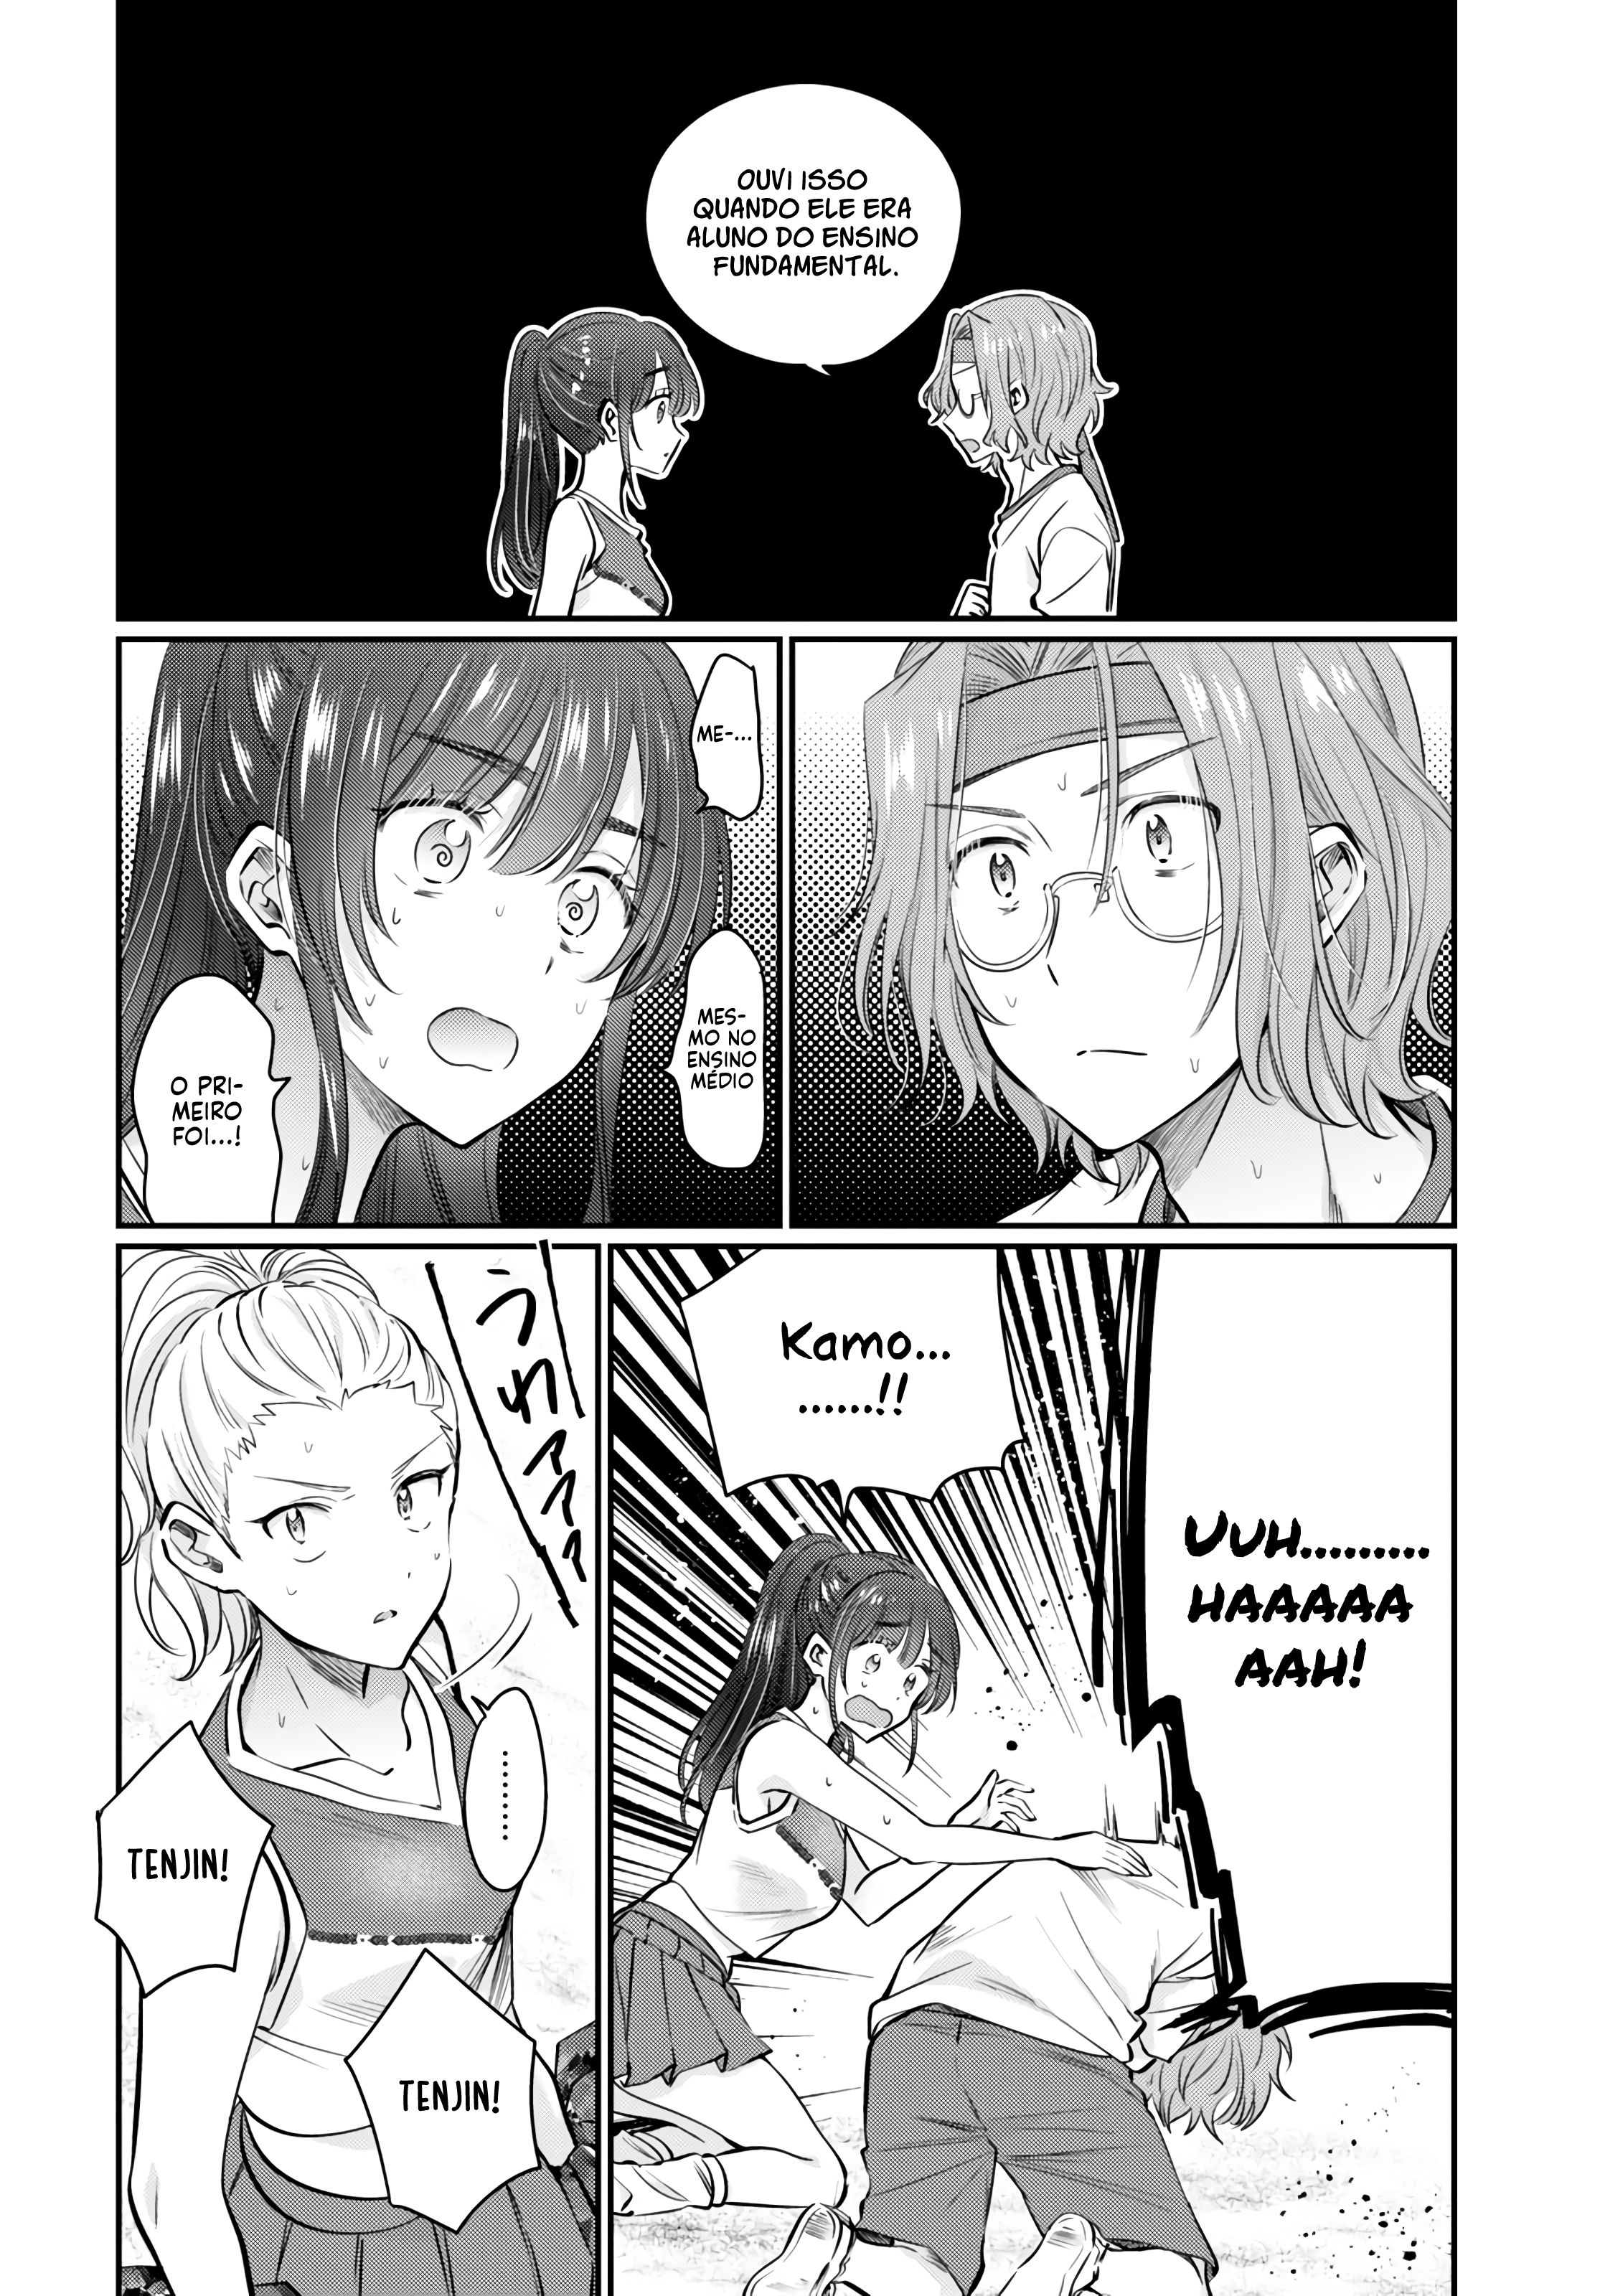 OUVI ISSO
QUANDO ELE ERA
ALUNO DO ENSINO
FUNDAMENTAL.
ME-...
MES-
MO NO
ENSINO
MÉDIO
O PRI-
MEIRO
FOI...!
UUH.........
HAAAAA
AAH!
Kamo...
......!!
うわァァァ
.........
TENJIN!
TENJIN!